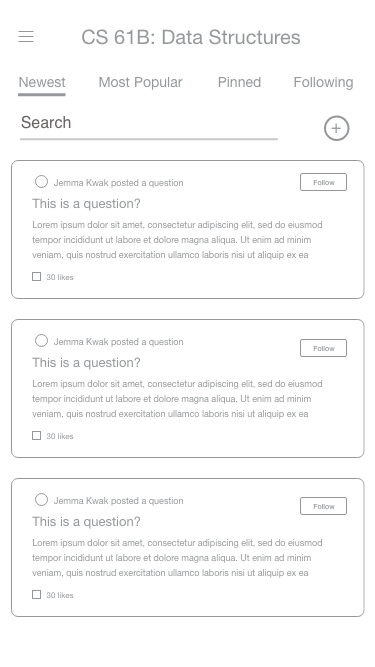 CS 61B: Data Structures
Newest Most Popular Pinned Following
Search
Jemma Kwak posted a question Follow
This is a question?
Lorem ipsum dolor sit amet, consectetur adipiscing elit, sed do eiusmod
tempor incididunt ut labore et dolore magna aliqua. Ut enim ad minim
veniam, quis nostrud exercitation ullamco laboris nisi ut aliquip ex ea
30 likes
Jemma Kwak posted a question Follow
This is a question?
Lorem ipsum dolor sit amet, consectetur adipiscing elit, sed do eiusmod
tempor incididunt ut labore et dolore magna aliqua. Ut enim ad minim
veniam, quis nostrud exercitation ullamco laboris nisi ut aliquip ex ea
30 likes
Jemma Kwak posted a question Follow
This is a question?
Lorem ipsum dolor sit amet, consectetur adipiscing elit, sed do eiusmod
tempor incididunt ut labore et dolore magna aliqua. Ut enim ad minim
veniam, quis nostrud exercitation ullamco laboris nisi ut aliquip ex ea
30 likes